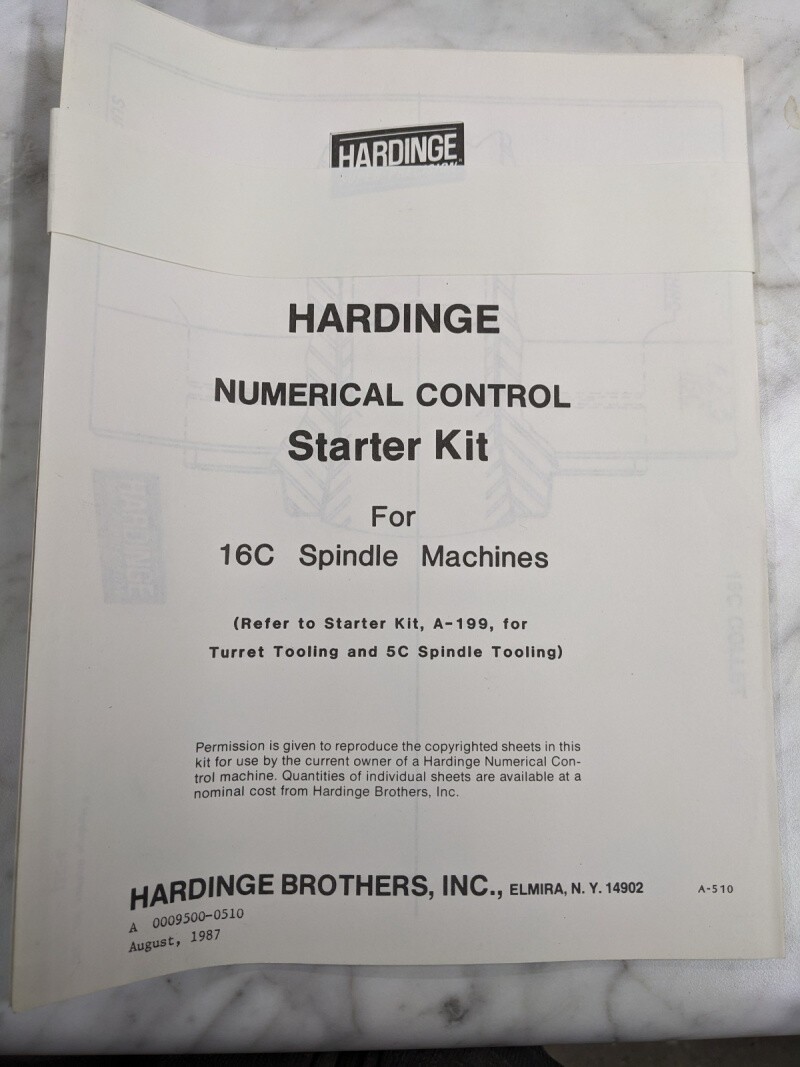 HARDINGE
HARDINGE
NUMERICAL CONTROL
Starter Kit
For
16C Spindle Machines
(Refer to Starter Kit, A-199, for
Turret Tooling and 5C Spindle Tooling)
Permission is given to reproduce the copyrighted sheets in this
kit for use by the current owner of a Hardinge Numerical Con-
trol machine. Quantities of individual sheets are available at a
nominal cost from Hardinge Brothers, Inc.
HARDINGE BROTHERS, INC., ELMIRA, N. Y. 14902
A-510
A 0009500-0510
August, 1987